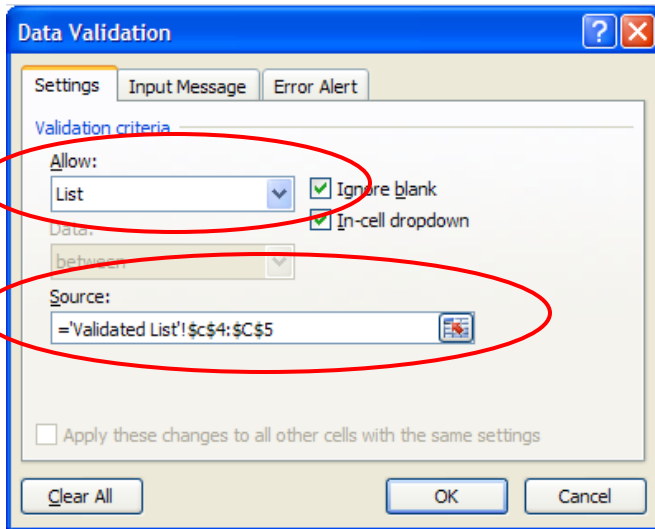 Data Validation
Settings Input Message Error Alert
Validation criteria
Allow:
List
Ignore blank
In-cell dropdown
Data:
between
Source:
='Validated List'!$c$4:$C$5
Apply these changes to all other cells with the same settings
Clear All OK Cancel